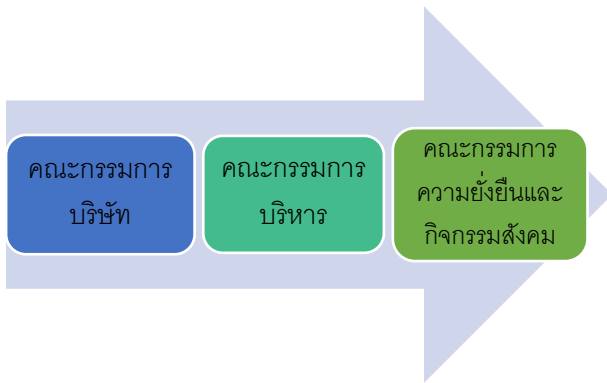 คณะกรรมการ
บริษัท
คณะกรรมการ
บริหาร
คณะกรรมการ
ความยั่งยืนและ
กิจกรรมสังคม